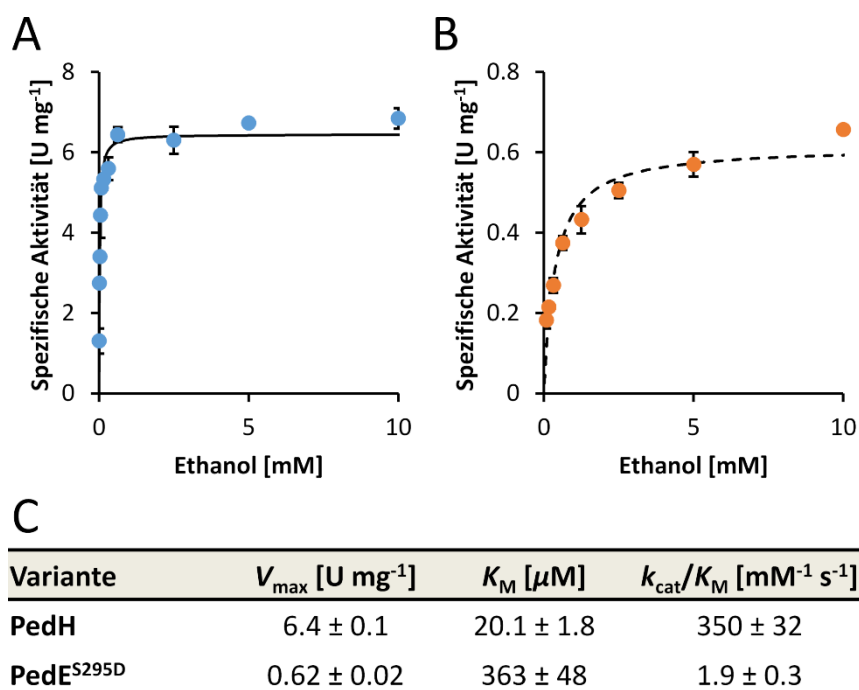 A
Spezifische Aktivität [U mg-1]
8
6
4
2
0
0 5 10
Ethanol [mM]
B
Spezifische Aktivität [U mg-1]
0.8
0.6
0.4
0.2
0
0 5 10
Ethanol [mM]
C
Variante Vmax [U mg-1] KM [µM] kcat/KM [mM-1 s-1]
PedH 6.4 ± 0.1 20.1 ± 1.8 350 ± 32
PedES295D 0.62 ± 0.02 363 ± 48 1.9 ± 0.3